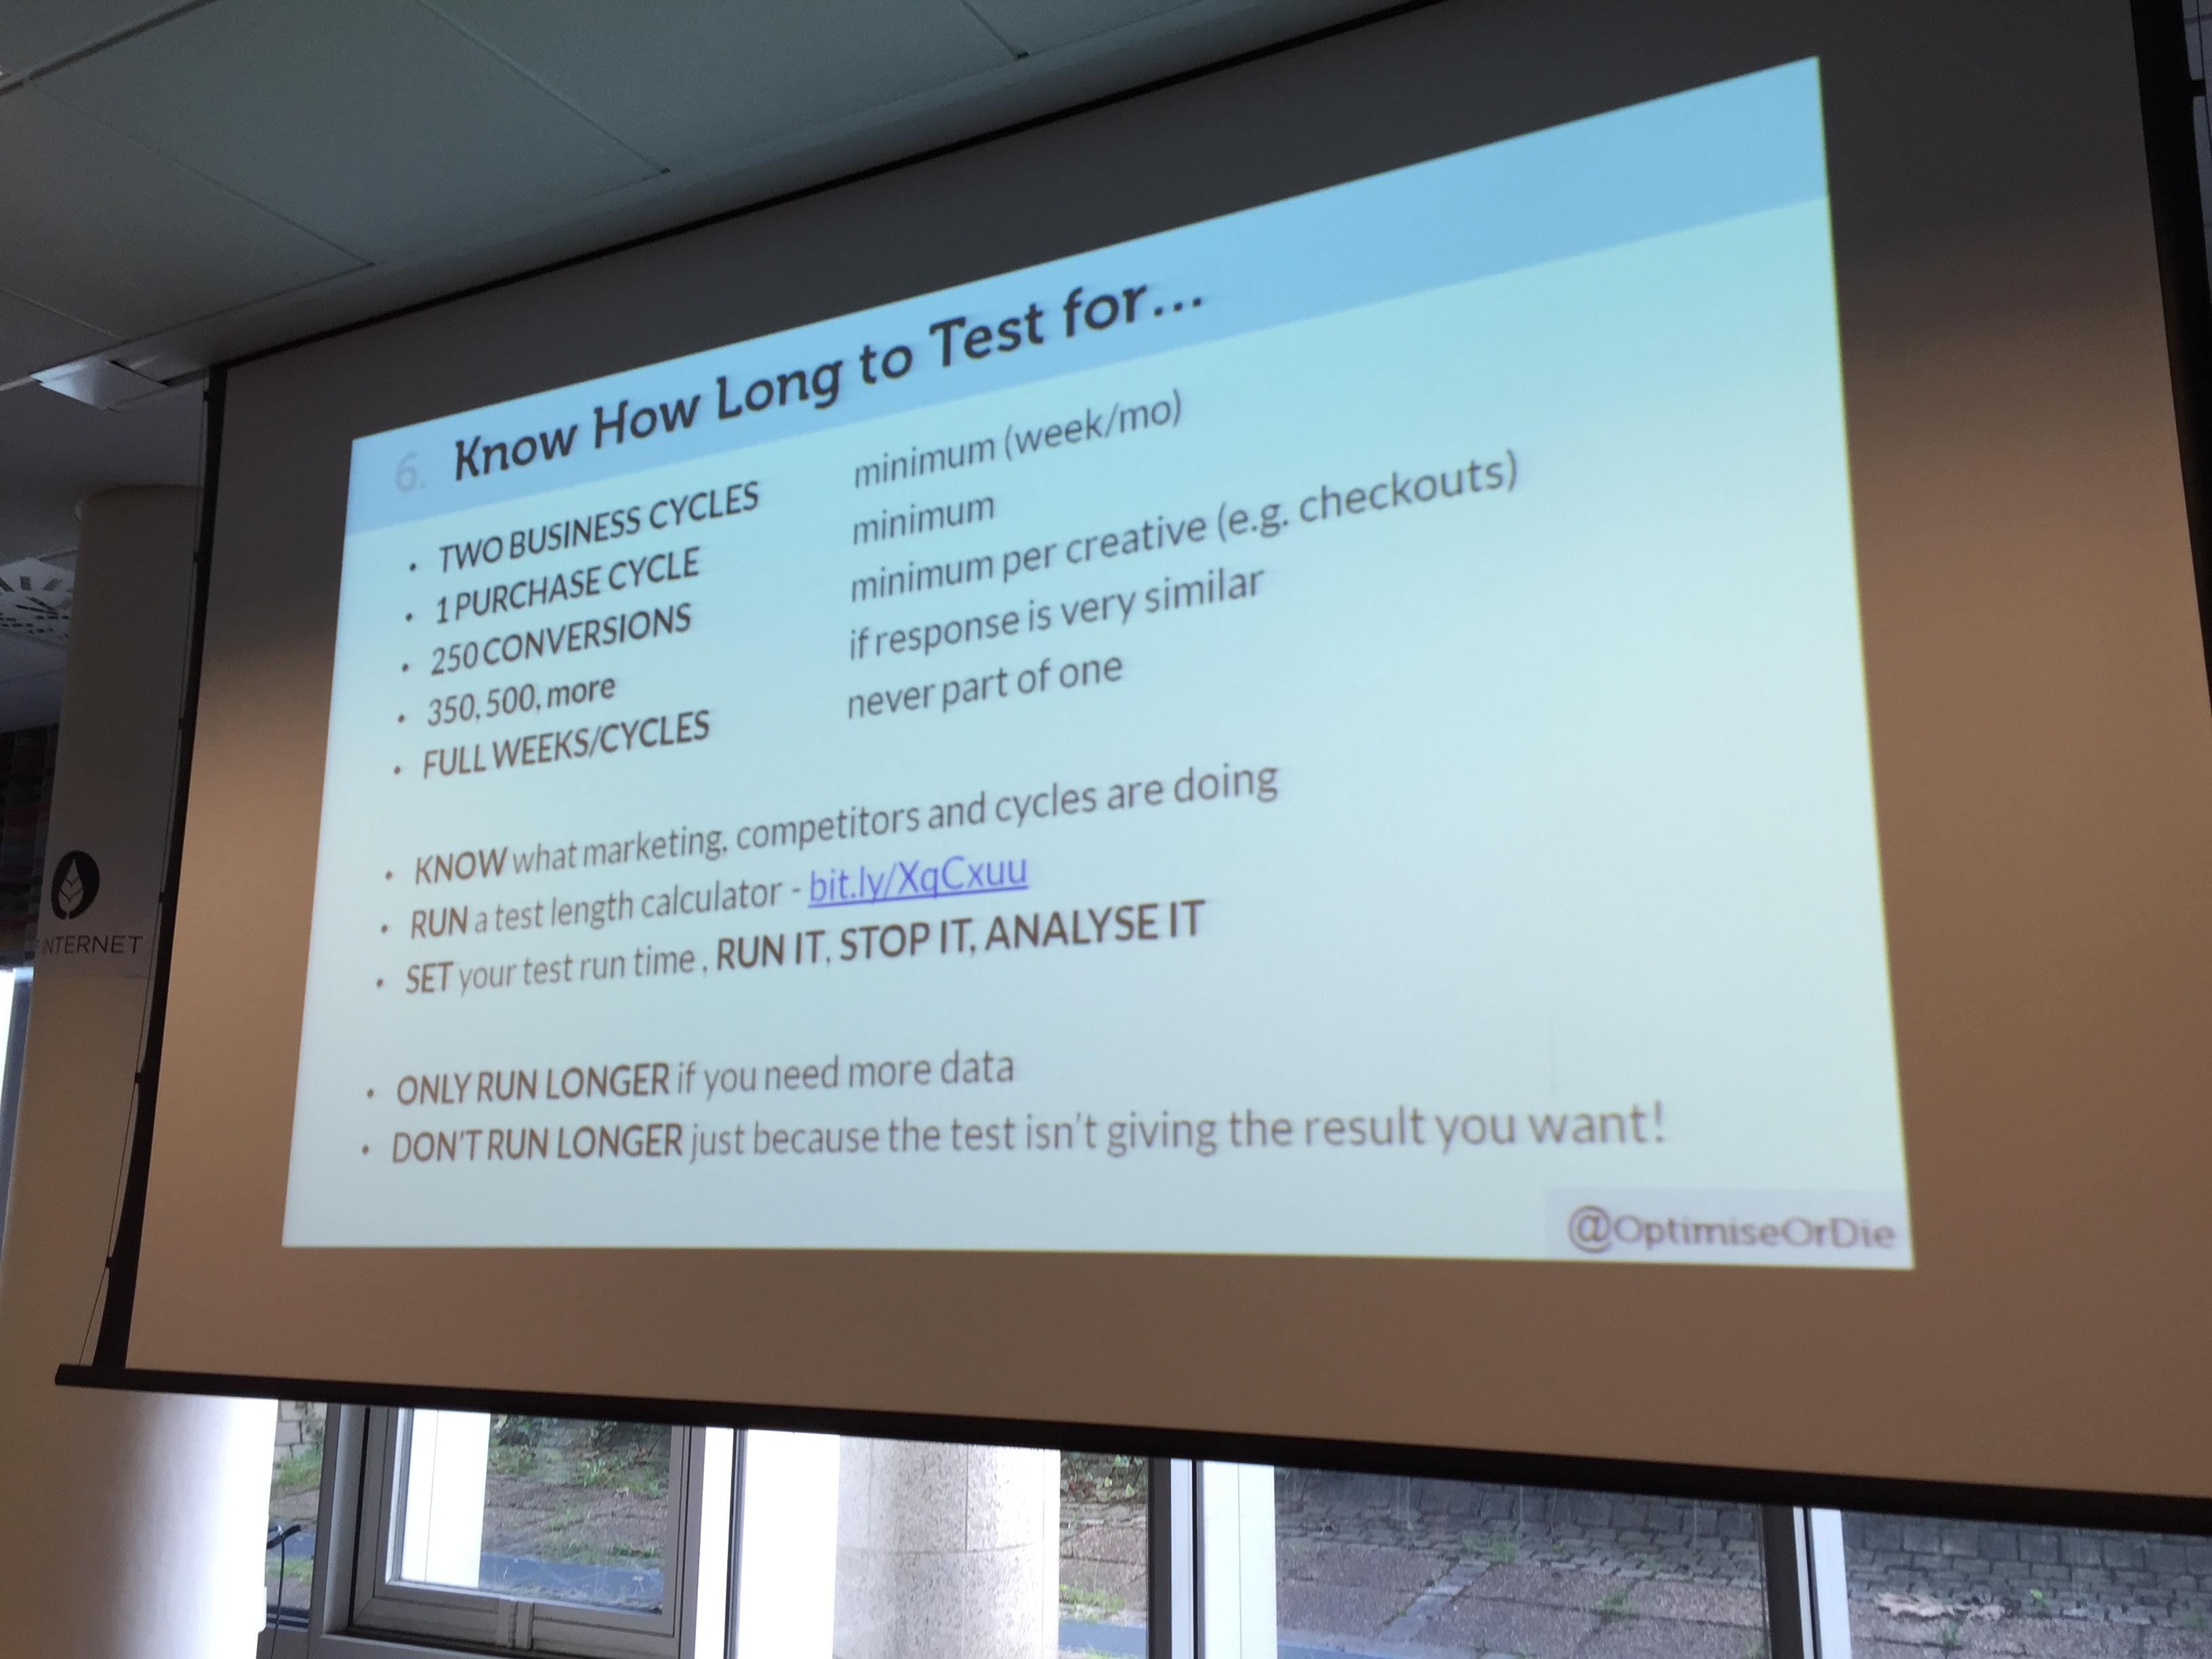 6. Know How Long to Test for...
• TWO BUSINESS CYCLES minimum (week/mo)
• 1 PURCHASE CYCLE minimum
• 250 CONVERSIONS minimum per creative (e.g. checkouts)
• 350, 500, more if response is very similar
• FULL WEEKS/CYCLES never part of one
• KNOW what marketing, competitors and cycles are doing
• RUN a test length calculator - bit.ly/XqCxuu
• SET your test run time , RUN IT, STOP IT, ANALYSE IT
• ONLY RUN LONGER if you need more data
• DON'T RUN LONGER just because the test isn't giving the result you want!
@OptimiseOrDie
INTERNET